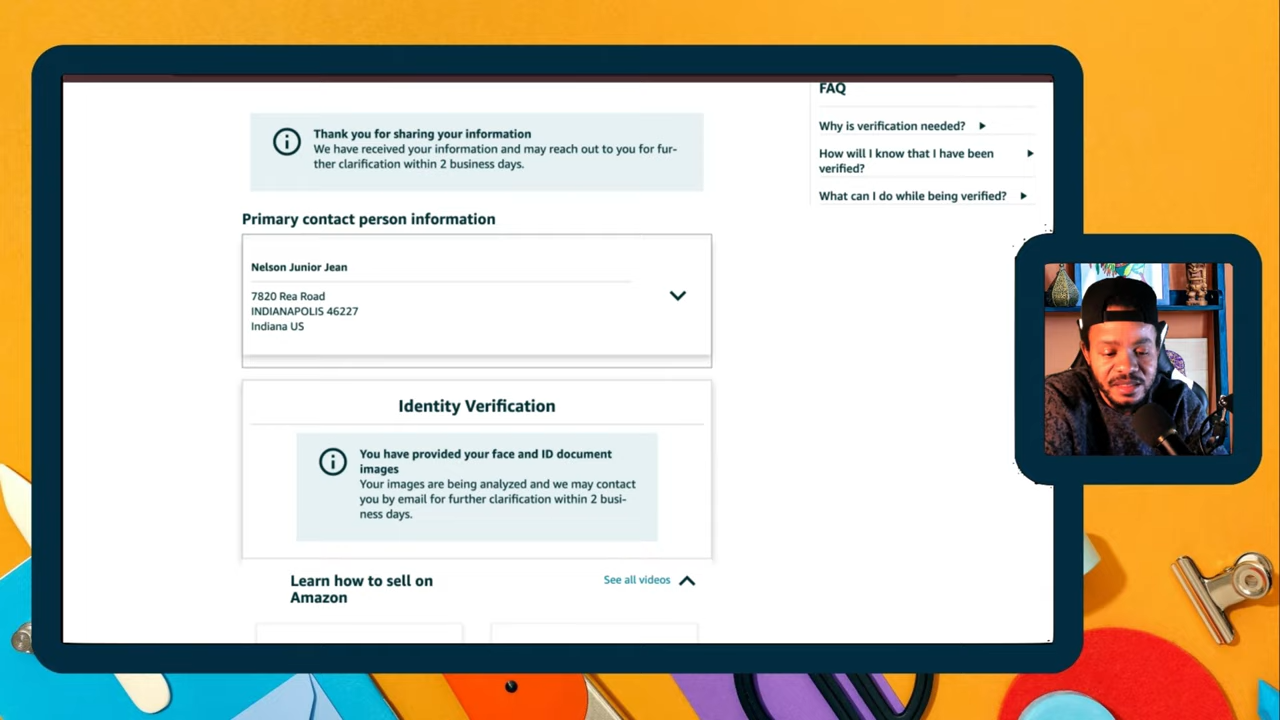 Thank you for sharing your information
We have received your information and may reach out to you for fur-
ther clarification within 2 business days.
Primary contact person information
Nelson Junior Jean
7820 Rea Road
INDIANAPOLIS 46227
Indiana US
Identity Verification
You have provided your face and ID document
images
Your images are being analyzed and we may contact
you by email for further clarification within 2 busi-
ness days.
Learn how to sell on
Amazon
See all videos
FAQ
Why is verification needed?
How will I know that I have been
verified?
What can I do while being verified?